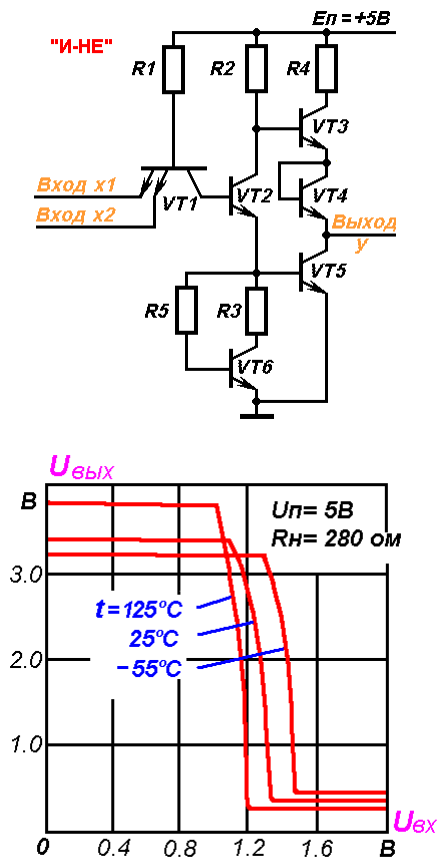 "И-НЕ"
Eп = +5В
R1
R2
R4
VT3
Вход x1
VT1
VT2
VT4
Вход x2
Выход
y
VT5
R5
R3
VT6
Uвых
В
Uп= 5В
Rн= 280 ом
3.0
t=125°C
25°C
-55°C
2.0
1.0
Uвх
0
0.4
0.8
1.2
1.6
В